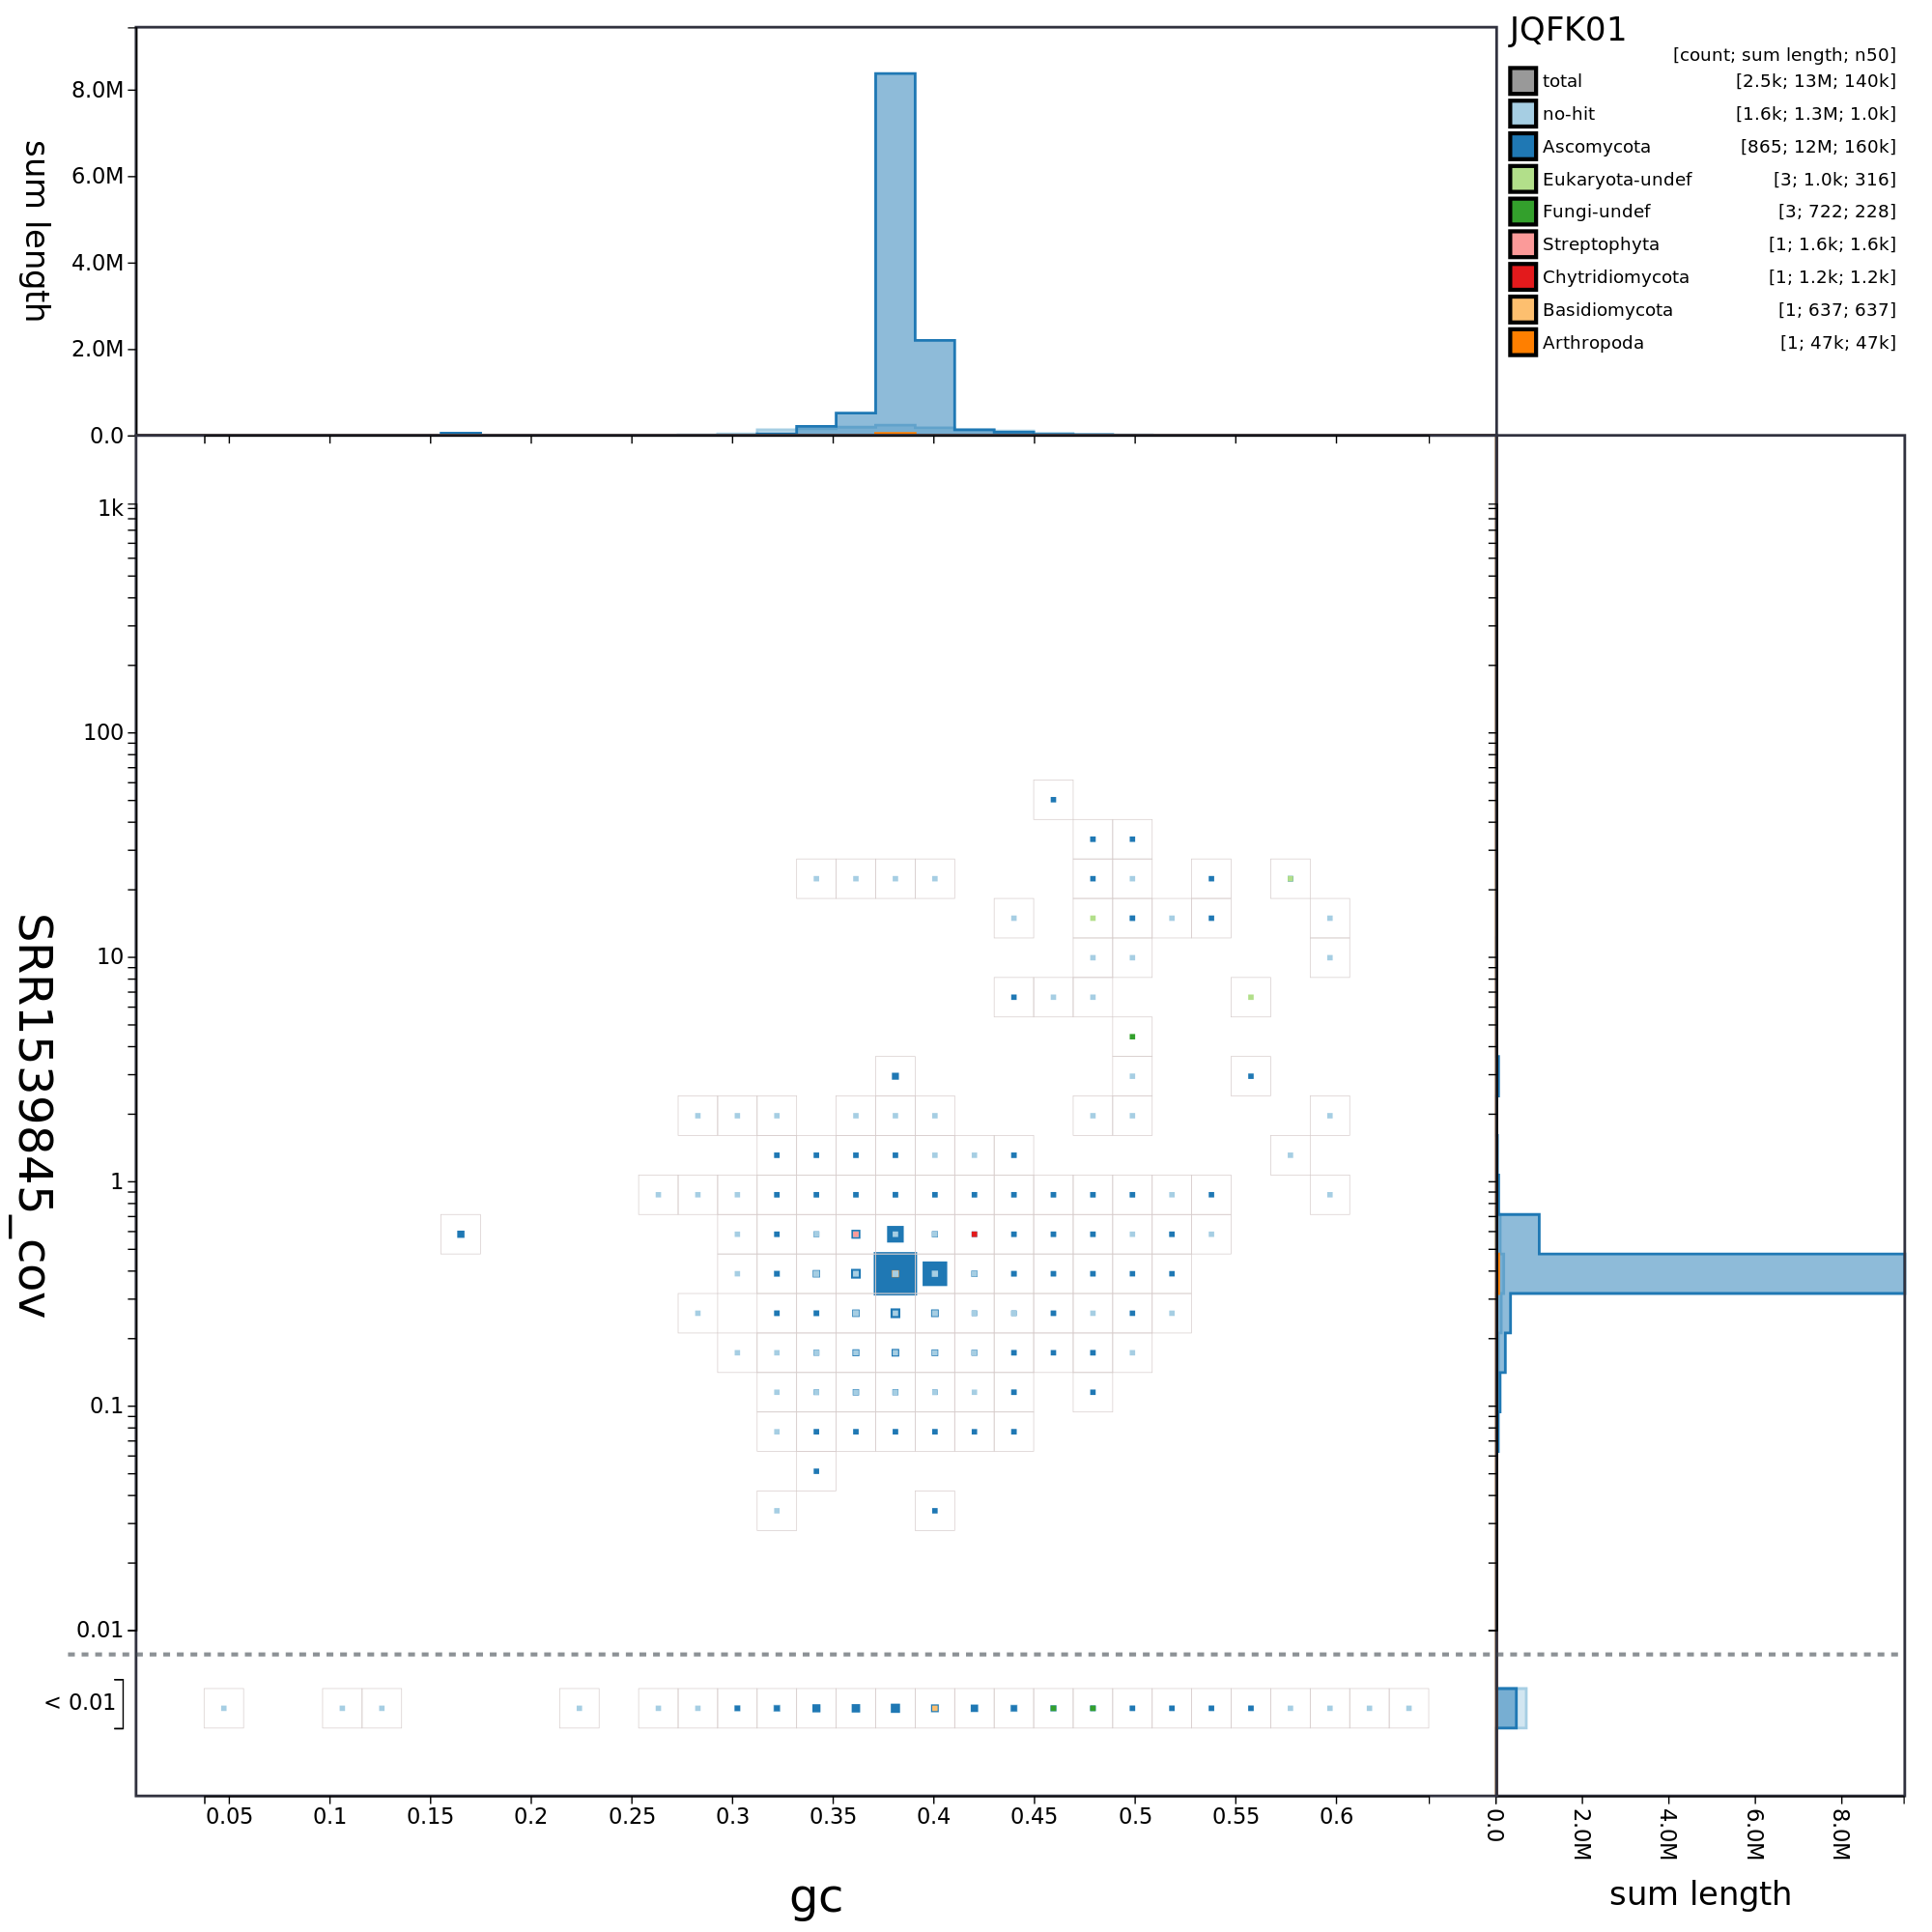 JQFK01
[count; sum length; n50]
total [2.5k; 13M; 140k]
no-hit [1.6k; 1.3M; 1.0k]
Ascomycota [865; 12M; 160k]
Eukaryota-undef [3; 1.0k; 316]
Fungi-undef [3; 722; 228]
Streptophyta [1; 1.6k; 1.6k]
Chytridiomycota [1; 1.2k; 1.2k]
Basidiomycota [1; 637; 637]
Arthropoda [1; 47k; 47k]
sum length
8.0M
6.0M
4.0M
2.0M
0.0
SRR1539845_cov
1k
100
10
1
0.1
0.01
< 0.01
0.05 0.1 0.15 0.2 0.25 0.3 0.35 0.4 0.45 0.5 0.55 0.6
gc
0.0 2.0M 4.0M 6.0M 8.0M
sum length